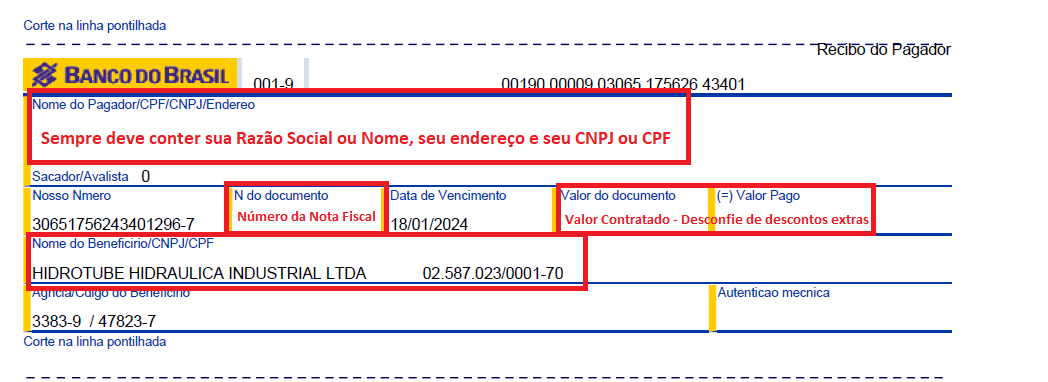 Corte na linha pontilhada
Recibo do Pagador
BANCO DO BRASIL 001-9 00190.00009.03065.175626 43401
Nome do Pagador/CPF/CNPJ/Endereo
Sempre deve conter sua Razão Social ou Nome, seu endereço e seu CNPJ ou CPF
Sacador/Avalista 0
Nosso Nmero N do documento Data de Vencimento Valor do documento (=) Valor Pago
30651756243401296-7 Número da Nota Fiscal 18/01/2024 Valor Contratado - Desconfie de descontos extras
Nome do Beneficirio/CNPJ/CPF
HIDROTUBE HIDRAULICA INDUSTRIAL LTDA 02.587.023/0001-70
Agncia/Cdigo do Beneficirio Autenticao mecnica
3383-9 / 47823-7
Corte na linha pontilhada